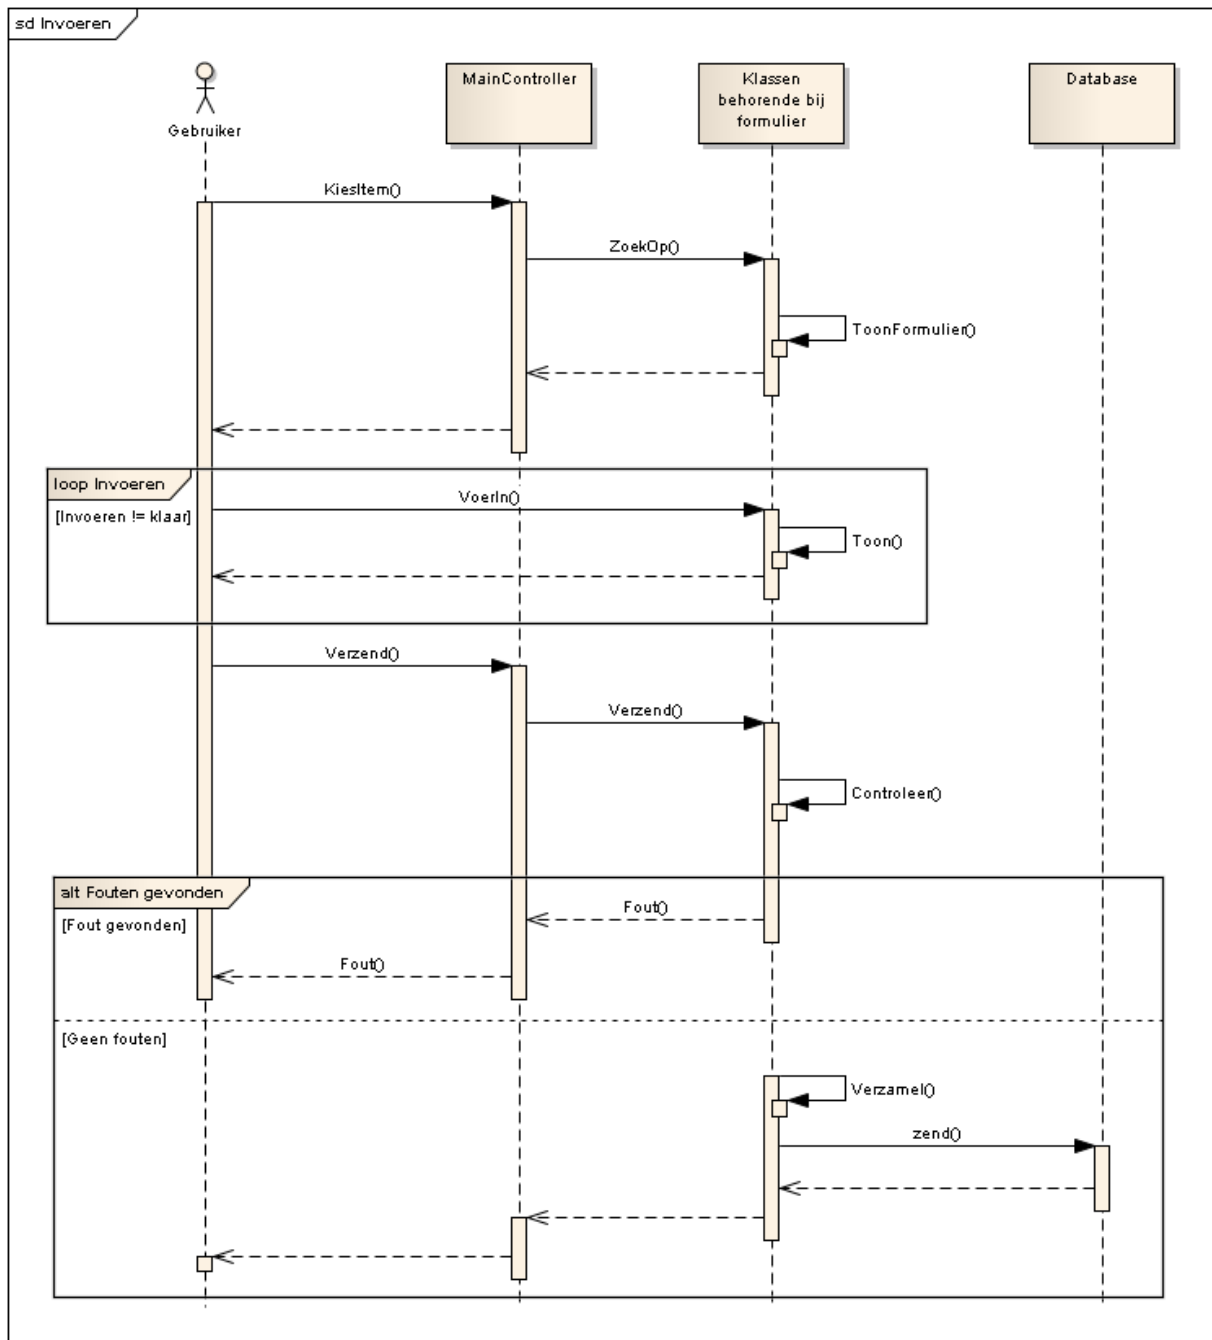 sd Invoeren
Gebruiker
MainController
Klassen
behorende bij
formulier
Database
KiesItem()
ZoekOp()
ToonFormulier()
loop Invoeren
[Invoeren != klaar]
VoerIn()
Toon()
Verzend()
Verzend()
Controleer()
alt Fouten gevonden
[Fout gevonden]
Fout()
Fout()
[Geen fouten]
Verzamel()
zend()